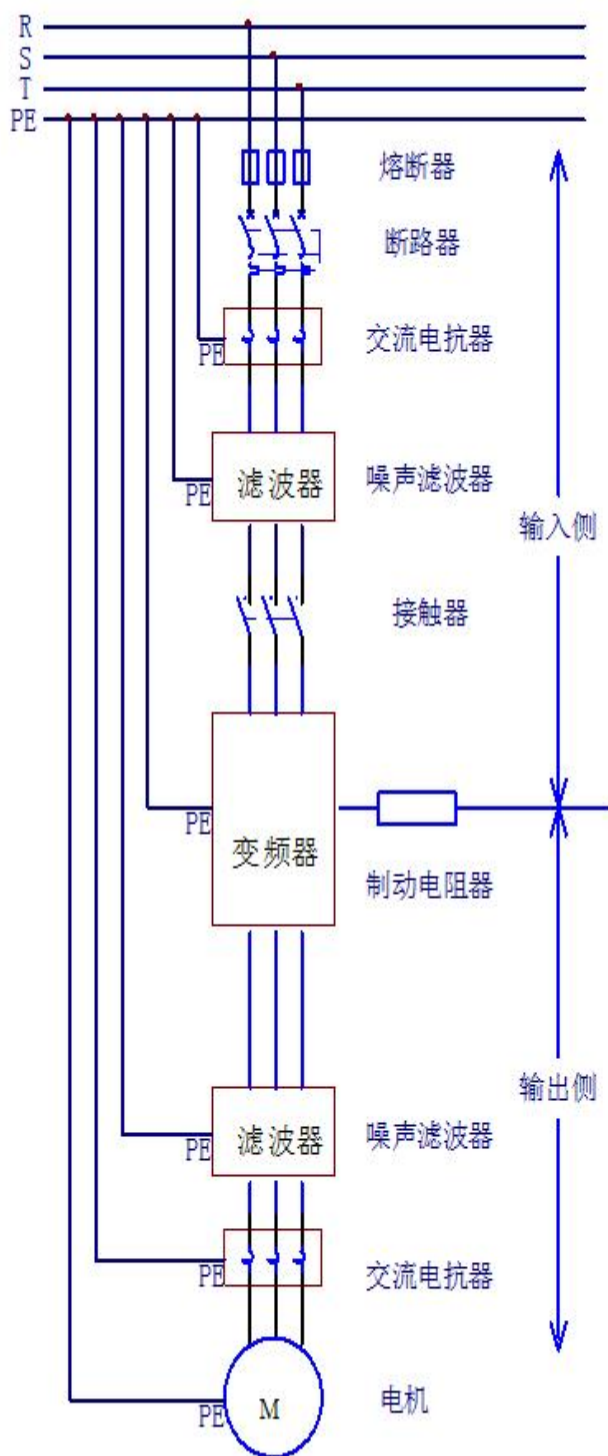 R
S
T
PE
熔断器
断路器
PE
交流电抗器
滤波器
PE
噪声滤波器
输入侧
接触器
PE
变频器
制动电阻器
输出侧
滤波器
PE
噪声滤波器
PE
交流电抗器
M
PE
电机